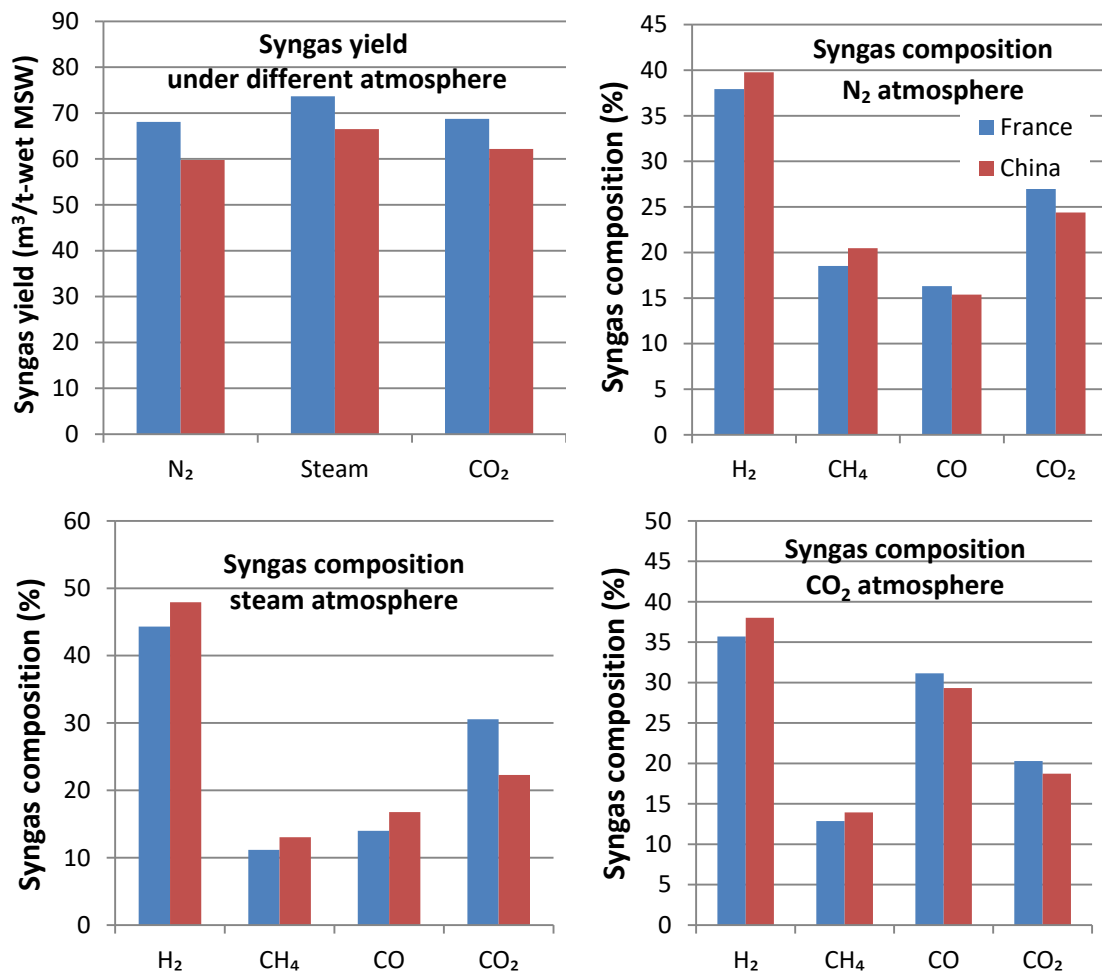 Syngas yield
under different atmosphere
Syngas yield (m³/t-wet MSW)
90
80
70
60
50
40
30
20
10
0
N₂ Steam CO₂
Syngas composition
N₂ atmosphere
France
China
Syngas composition (%)
45
40
35
30
25
20
15
10
5
0
H₂ CH₄ CO CO₂
Syngas composition
steam atmosphere
Syngas composition (%)
60
50
40
30
20
10
0
H₂ CH₄ CO CO₂
Syngas composition
CO₂ atmosphere
Syngas composition (%)
50
45
40
35
30
25
20
15
10
5
0
H₂ CH₄ CO CO₂